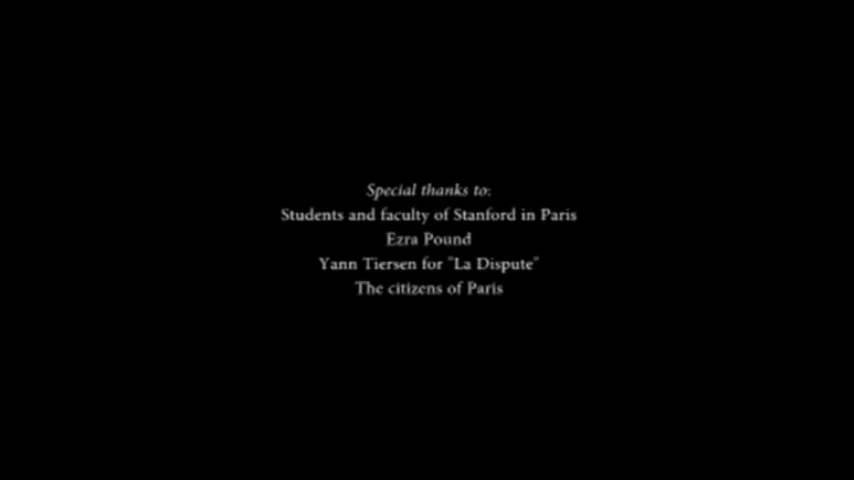 Special thanks to:
Students and faculty of Stanford in Paris
Ezra Pound
Yann Tiersen for "La Dispute"
The citizens of Paris